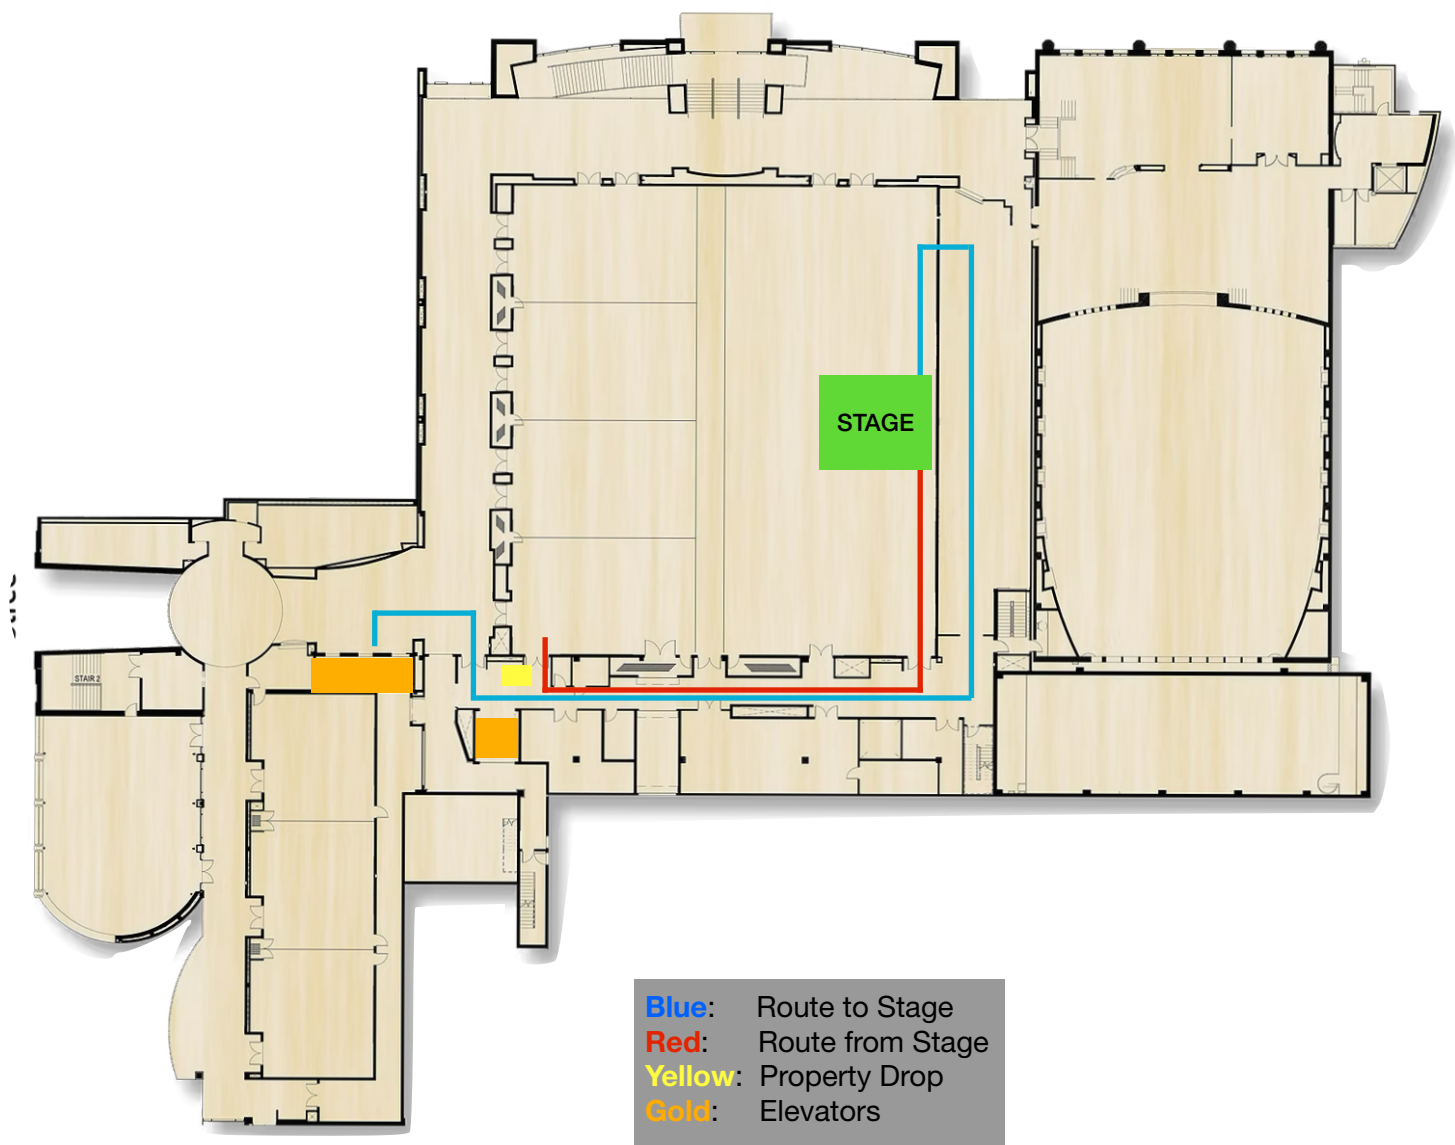 STAGE
STAIR 2
Blue: Route to Stage
Red: Route from Stage
Yellow: Property Drop
Gold: Elevators